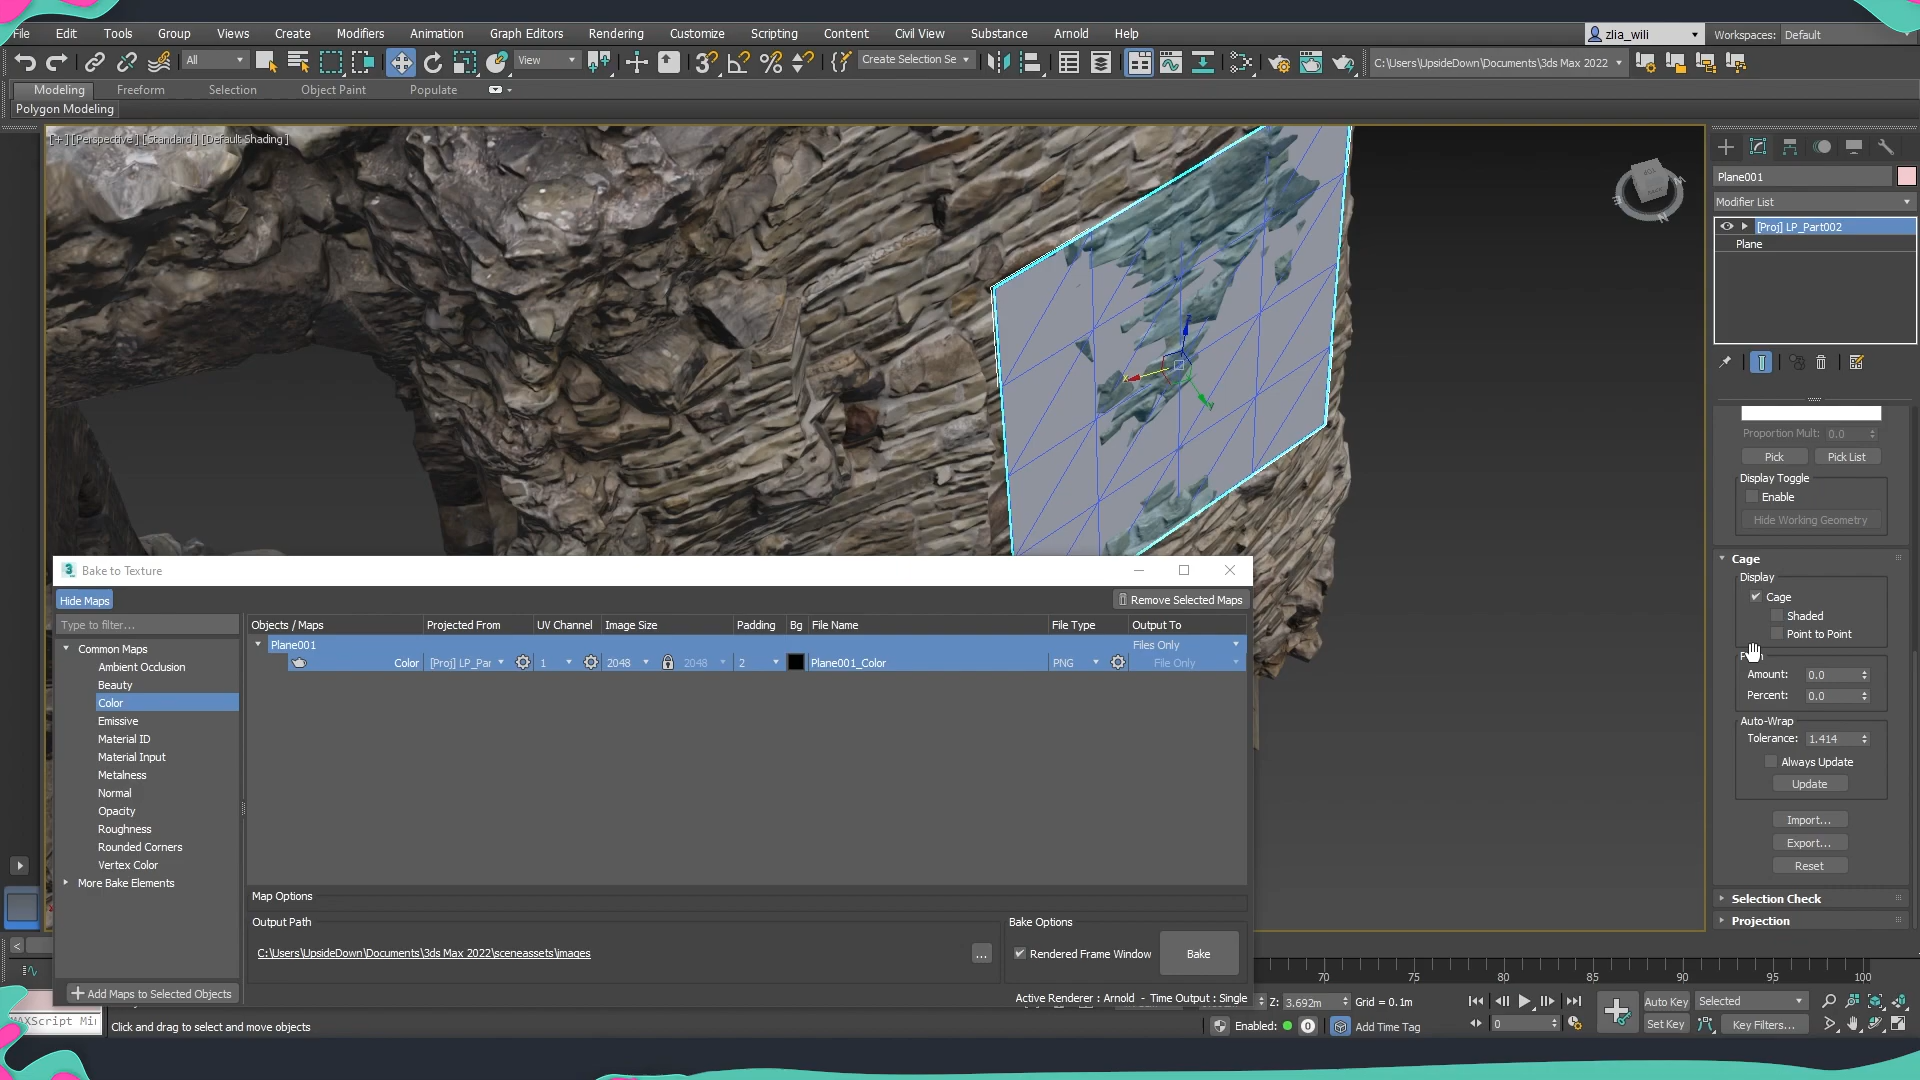 File Edit Tools Group Views Create Modifiers Animation Graph Editors Rendering Customize Scripting Civil View Content Substance Arnold Help
zlia_wili Workspaces: Default
All View Create Selection Se C:\Users\UpsideDown\Documents\3ds Max 2022
Modeling Freeform Selection Object Paint Populate
Polygon Modeling
[+] [Perspective] [Standard] [Default Shading]
Plane001
Modifier List
[Proj] LP_Part002
Plane
Proportion Mult: 0.0
Pick Pick List
Display Toggle
Enable
Hide Working Geometry
Cage
Display
Cage
Shaded
Point to Point
Amount: 0.0
Percent: 0.0
Auto-Wrap
Tolerance: 1.414
Always Update
Update
Import...
Export...
Reset
Selection Check
Projection
Bake to Texture
Hide Maps Remove Selected Maps
Type to filter...
Objects / Maps Projected From UV Channel Image Size Padding Bg File Name File Type Output To
Plane001 Files Only
Color [Proj] LP_Par 1 2048 2048 2 Plane001_Color PNG File Only
Common Maps
Ambient Occlusion
Beauty
Color
Emissive
Material ID
Material Input
Metalness
Normal
Opacity
Roughness
Rounded Corners
Vertex Color
More Bake Elements
Map Options
Output Path Bake Options
C:\Users\UpsideDown\Documents\3ds Max 2022\sceneassets\images ... Rendered Frame Window Bake
Add Maps to Selected Objects
Active Renderer : Arnold - Time Output : Single
70 75 80 85 90 95 100
Z: 3.692m Grid = 0.1m Auto Key Selected
MAXScript Mi Click and drag to select and move objects Enabled: 0 Add Time Tag 0 Set Key Key Filters...